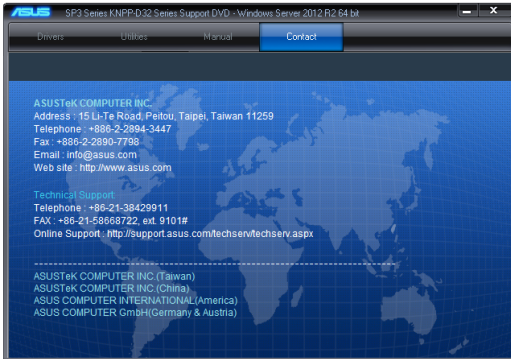 ASUS SP3 Series KNPP-D32 Series Support DVD - Windows Server 2012 R2 64 bit
Drivers Utilities Manual Contact
ASUSTeK COMPUTER INC.
Address : 15 Li-Te Road, Peitou, Taipei, Taiwan 11259
Telephone : +886-2-2894-3447
Fax : +886-2-2890-7798
Email : info@asus.com
Web site : http://www.asus.com
Technical Support
Telephone : +86-21-38429911
FAX : +86-21-58668722, ext. 9101#
Online Support : http://support.asus.com/techserv/techserv.aspx
ASUSTeK COMPUTER INC.(Taiwan)
ASUSTeK COMPUTER INC.(China)
ASUS COMPUTER INTERNATIONAL(America)
ASUS COMPUTER GmbH(Germany & Austria)